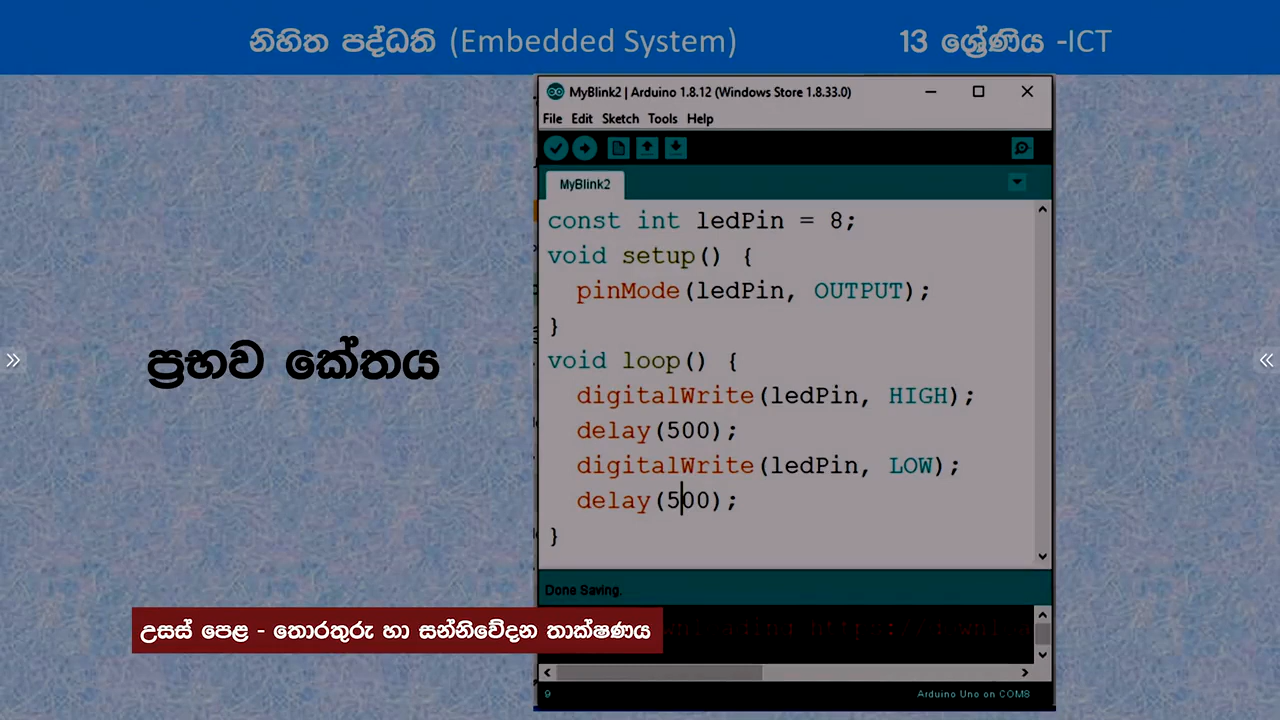 නිහිත පද්ධති (Embedded System) 13 ශ්‍රේණිය -ICT
MyBlink2 | Arduino 1.8.12 (Windows Store 1.8.33.0)
File Edit Sketch Tools Help
MyBlink2
const int ledPin = 8;
void setup() {
pinMode(ledPin, OUTPUT);
}
ප්‍රභව කේතය
void loop() {
digitalWrite(ledPin, HIGH);
delay(500);
digitalWrite(ledPin, LOW);
delay(500);
}
Done Saving.
උසස් පෙළ - තොරතුරු හා සන්නිවේදන තාක්ෂණය
9 Arduino Uno on COM8